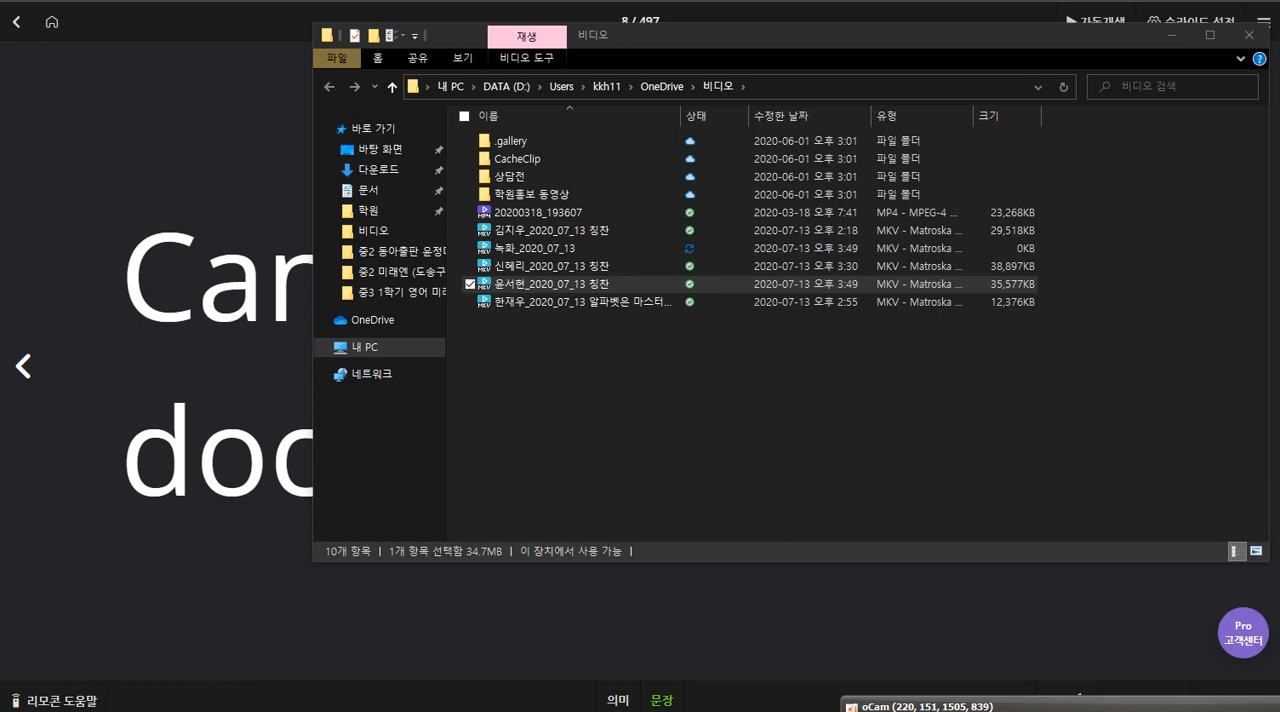 8 / 497
▶ 자동재생
슬라이드 설정
재생
비디오
파일 홈 공유 보기 비디오 도구
내 PC › DATA (D:) › Users › kkh11 › OneDrive › 비디오 ›
비디오 검색
이름 상태 수정한 날짜 유형 크기
바로 가기
바탕 화면
다운로드
문서
학원
비디오
중2 동아출판 윤정미
중2 미래엔 (도송구
중3 1학기 영어 미래
OneDrive
내 PC
네트워크
.gallery 2020-06-01 오후 3:01 파일 폴더
CacheClip 2020-06-01 오후 3:01 파일 폴더
상담전 2020-06-01 오후 3:01 파일 폴더
학원홍보 동영상 2020-06-01 오후 3:01 파일 폴더
20200318_193607 2020-03-18 오후 7:41 MP4 - MPEG-4 ... 23,268KB
김지우_2020_07_13 칭찬 2020-07-13 오후 2:18 MKV - Matroska ... 29,518KB
녹화_2020_07_13 2020-07-13 오후 3:49 MKV - Matroska ... 0KB
신혜리_2020_07_13 칭찬 2020-07-13 오후 3:30 MKV - Matroska ... 38,897KB
윤서현_2020_07_13 칭찬 2020-07-13 오후 3:49 MKV - Matroska ... 35,577KB
한재우_2020_07_13 알파벳은 마스터... 2020-07-13 오후 2:55 MKV - Matroska ... 12,376KB
10개 항목 | 1개 항목 선택함 34.7MB | 이 장치에서 사용 가능 |
Can
doc
Pro
고객센터
리모콘 도움말
의미 문장
oCam (220, 151, 1505, 839)